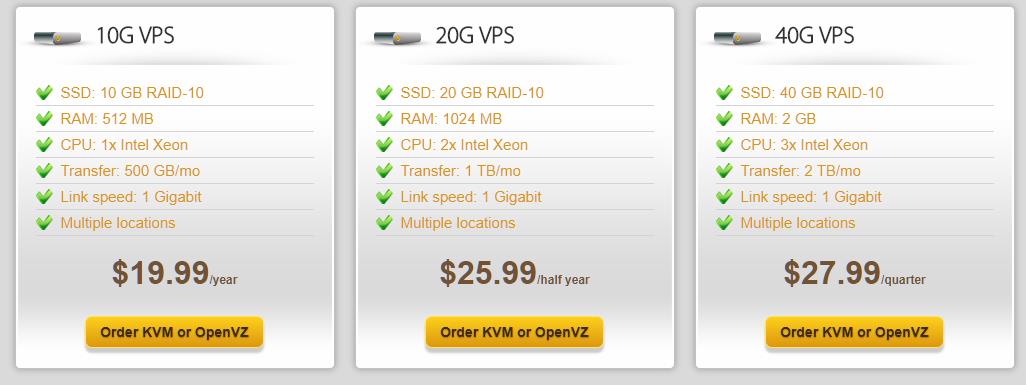 10G VPS
SSD: 10 GB RAID-10
RAM: 512 MB
CPU: 1x Intel Xeon
Transfer: 500 GB/mo
Link speed: 1 Gigabit
Multiple locations
$19.99/year
Order KVM or OpenVZ
20G VPS
SSD: 20 GB RAID-10
RAM: 1024 MB
CPU: 2x Intel Xeon
Transfer: 1 TB/mo
Link speed: 1 Gigabit
Multiple locations
$25.99/half year
Order KVM or OpenVZ
40G VPS
SSD: 40 GB RAID-10
RAM: 2 GB
CPU: 3x Intel Xeon
Transfer: 2 TB/mo
Link speed: 1 Gigabit
Multiple locations
$27.99/quarter
Order KVM or OpenVZ